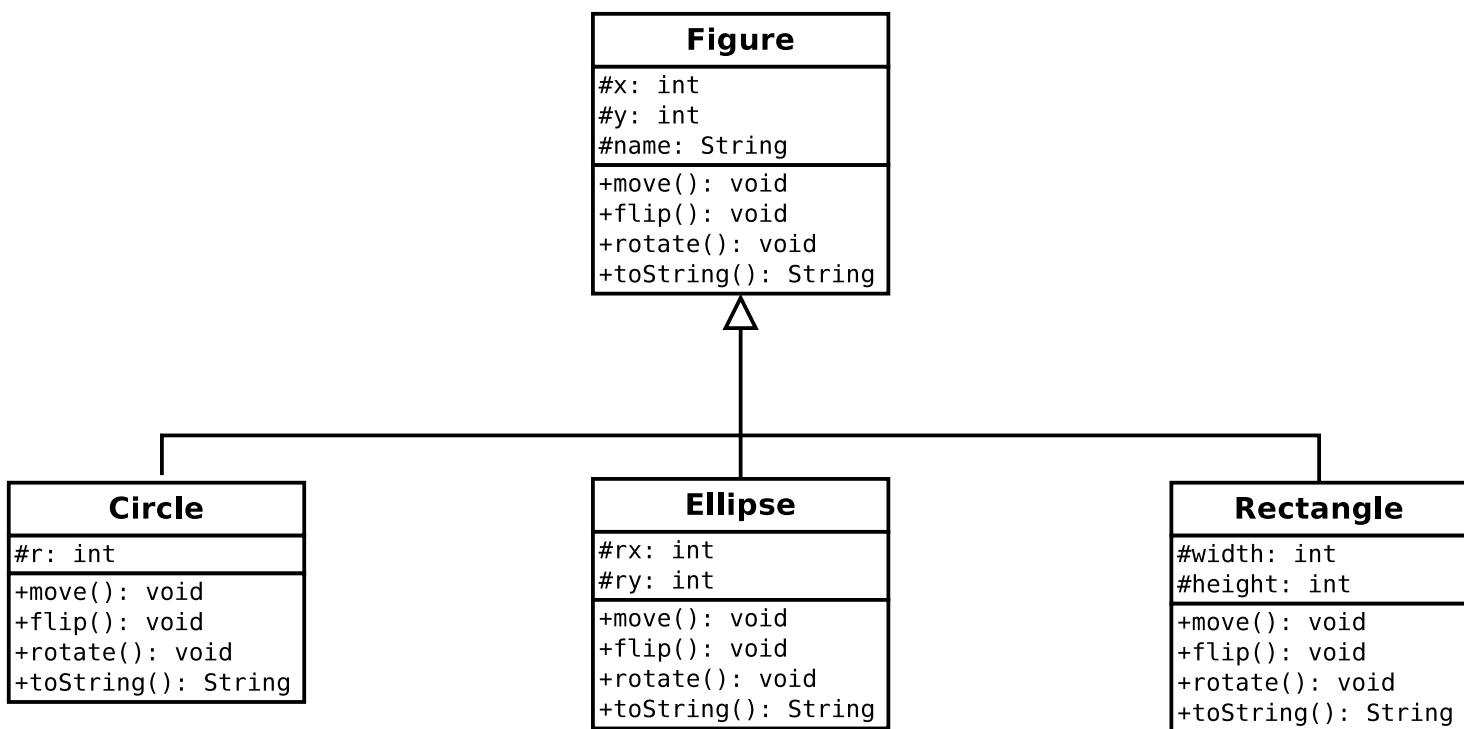 Figure
#x: int
#y: int
#name: String
+move(): void
+flip(): void
+rotate(): void
+toString(): String
Circle
#r: int
+move(): void
+flip(): void
+rotate(): void
+toString(): String
Ellipse
#rx: int
#ry: int
+move(): void
+flip(): void
+rotate(): void
+toString(): String
Rectangle
#width: int
#height: int
+move(): void
+flip(): void
+rotate(): void
+toString(): String